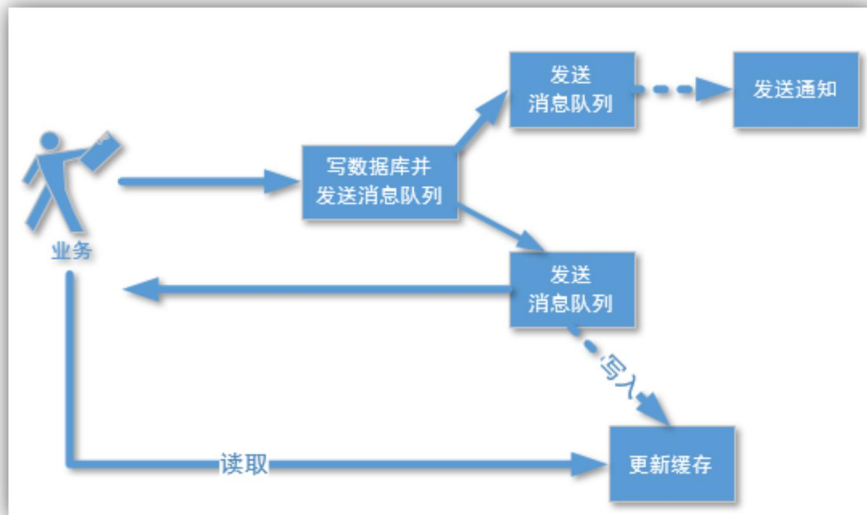 发送
消息队列
发送通知
写数据库并
发送消息队列
业务
发送
消息队列
写入
读取
更新缓存